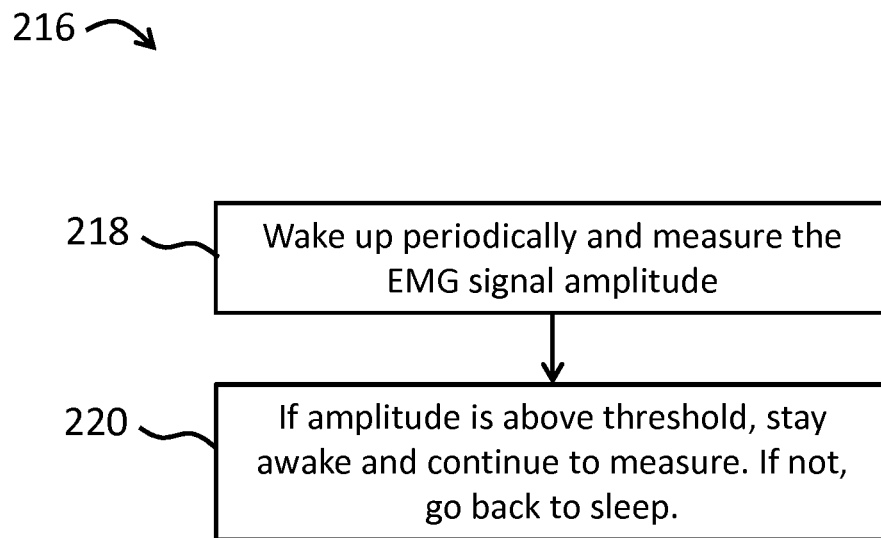 216
218
Wake up periodically and measure the
EMG signal amplitude
220
If amplitude is above threshold, stay
awake and continue to measure. If not,
go back to sleep.